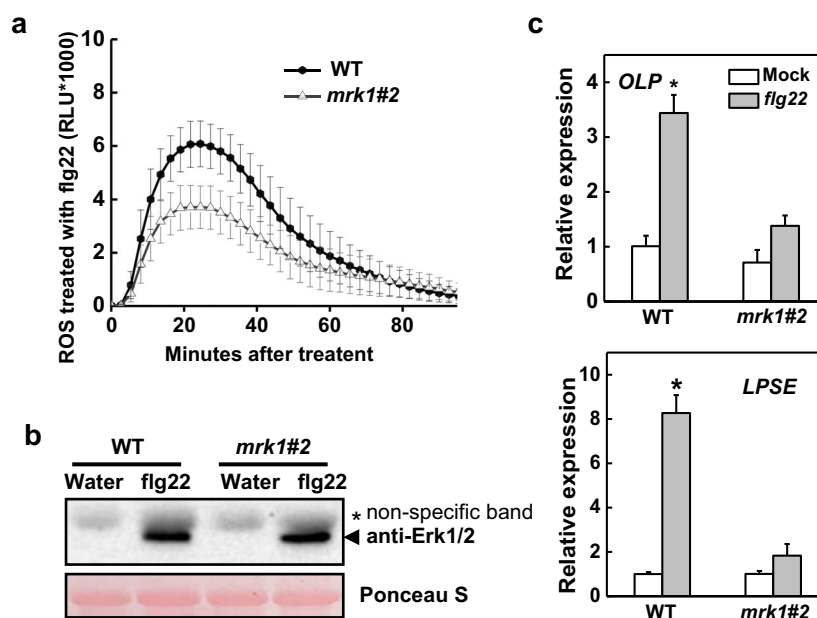 a
ROS treated with flg22 (RLU*1000)
10
8
6
4
2
0
WT
mrk1#2
0 20 40 60 80
Minutes after treatent
b
WT mrk1#2
Water flg22 Water flg22
* non-specific band
anti-Erk1/2
Ponceau S
c
Relative expression
4
3
2
1
0
OLP
*
Mock
flg22
WT mrk1#2
Relative expression
10
8
6
4
2
0
*
LPSE
WT mrk1#2